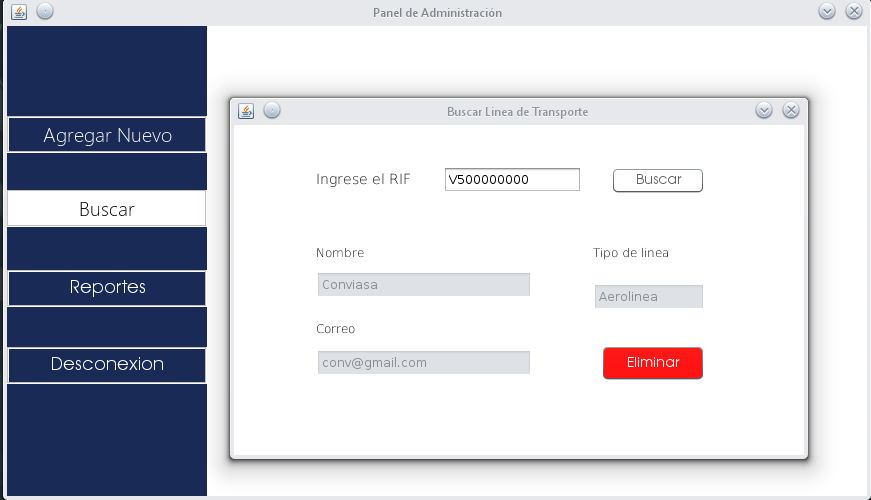 Panel de Administración
Agregar Nuevo
Buscar
Reportes
Desconexion
Buscar Linea de Transporte
Ingrese el RIF V500000000 Buscar
Nombre Tipo de linea
Conviasa Aerolinea
Correo
conv@gmail.com Eliminar